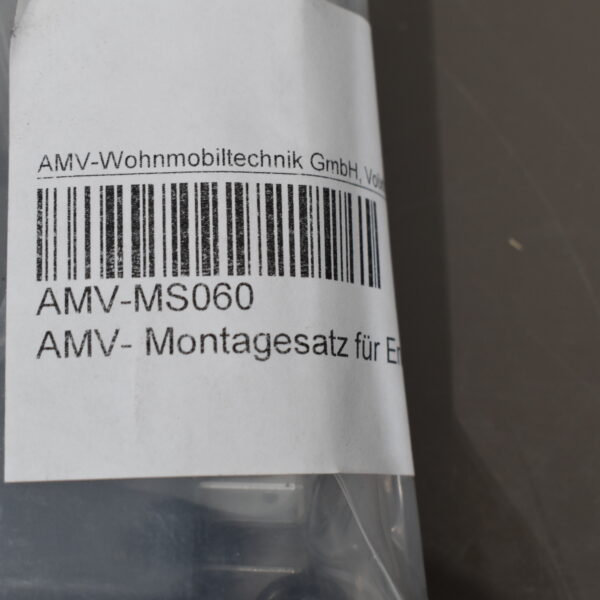 AMV-Wohnmobiltechnik GmbH,
AMV-MS060
AMV- Montagesatz für